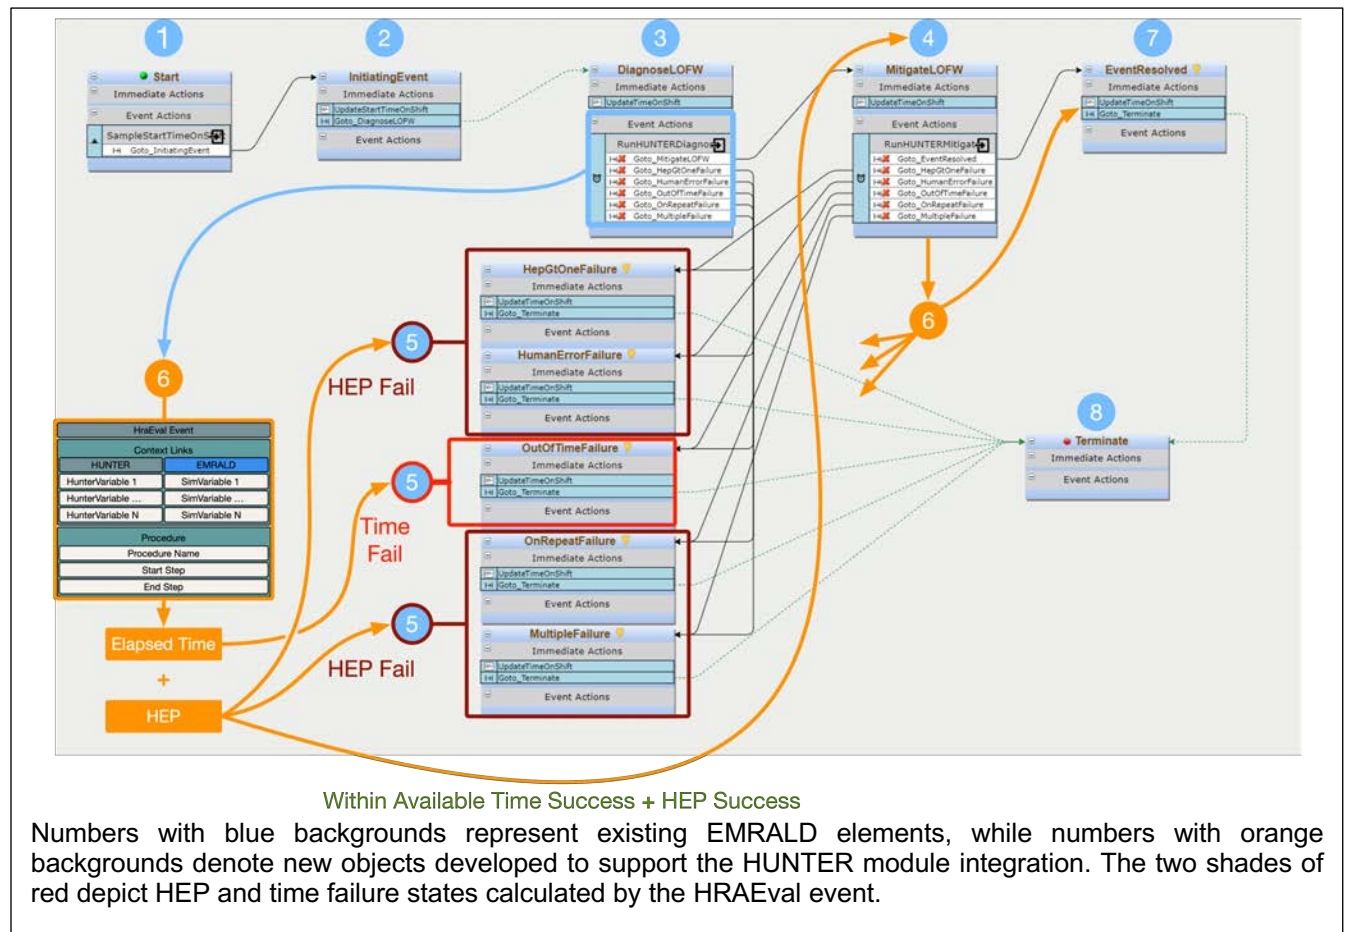 1
2
3
4
7
Start
Immediate Actions
Event Actions
SampleStartTimeOnS
Goto_InitiatingEvent
InitiatingEvent
Immediate Actions
UpdateStartTimeOnShift
Goto_DiagnoseLOFW
Event Actions
DiagnoseLOFW
Immediate Actions
UpdateTimeOnShift
Event Actions
RunHUNTERDiagno
Goto_MitigateLOFW
Goto_HepGtOneFailure
Goto_HumanErrorFailure
Goto_OutOfTimeFailure
Goto_OnRepeatFailure
Goto_MultipleFailure
MitigateLOFW
Immediate Actions
UpdateTimeOnShift
Event Actions
RunHUNTERMitigat
Goto_EventResolved
Goto_HepGtOneFailure
Goto_HumanErrorFailure
Goto_OutOfTimeFailure
Goto_OnRepeatFailure
Goto_MultipleFailure
EventResolved
Immediate Actions
UpdateTimeOnShift
Goto_Terminate
Event Actions
HepGtOneFailure
Immediate Actions
UpdateTimeOnShift
Goto_Terminate
Event Actions
HumanErrorFailure
Immediate Actions
UpdateTimeOnShift
Goto_Terminate
Event Actions
5
HEP Fail
6
6
8
Terminate
Immediate Actions
Event Actions
OutOfTimeFailure
Immediate Actions
UpdateTimeOnShift
Goto_Terminate
Event Actions
5
Time
Fail
HraEval Event
Context Links
HUNTER EMRALD
HunterVariable 1 SimVariable 1
HunterVariable ... SimVariable ...
HunterVariable N SimVariable N
Procedure
Procedure Name
Start Step
End Step
OnRepeatFailure
Immediate Actions
UpdateTimeOnShift
Goto_Terminate
Event Actions
MultipleFailure
Immediate Actions
UpdateTimeOnShift
Goto_Terminate
Event Actions
5
HEP Fail
Elapsed Time
+
HEP
Within Available Time Success + HEP Success
Numbers with blue backgrounds represent existing EMRALD elements, while numbers with orange
backgrounds denote new objects developed to support the HUNTER module integration. The two shades of
red depict HEP and time failure states calculated by the HRAEval event.